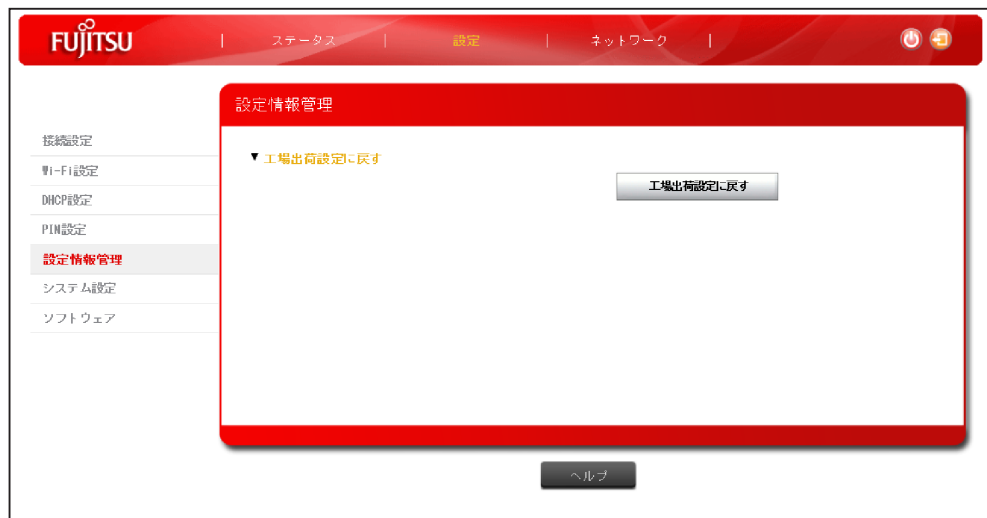 FUJITSU | ステータス | 設定 | ネットワーク |
設定情報管理
接続設定
Wi-Fi設定
DHCP設定
PIN設定
設定情報管理
システム設定
ソフトウェア
▼ 工場出荷設定に戻す
工場出荷設定に戻す
ヘルプ